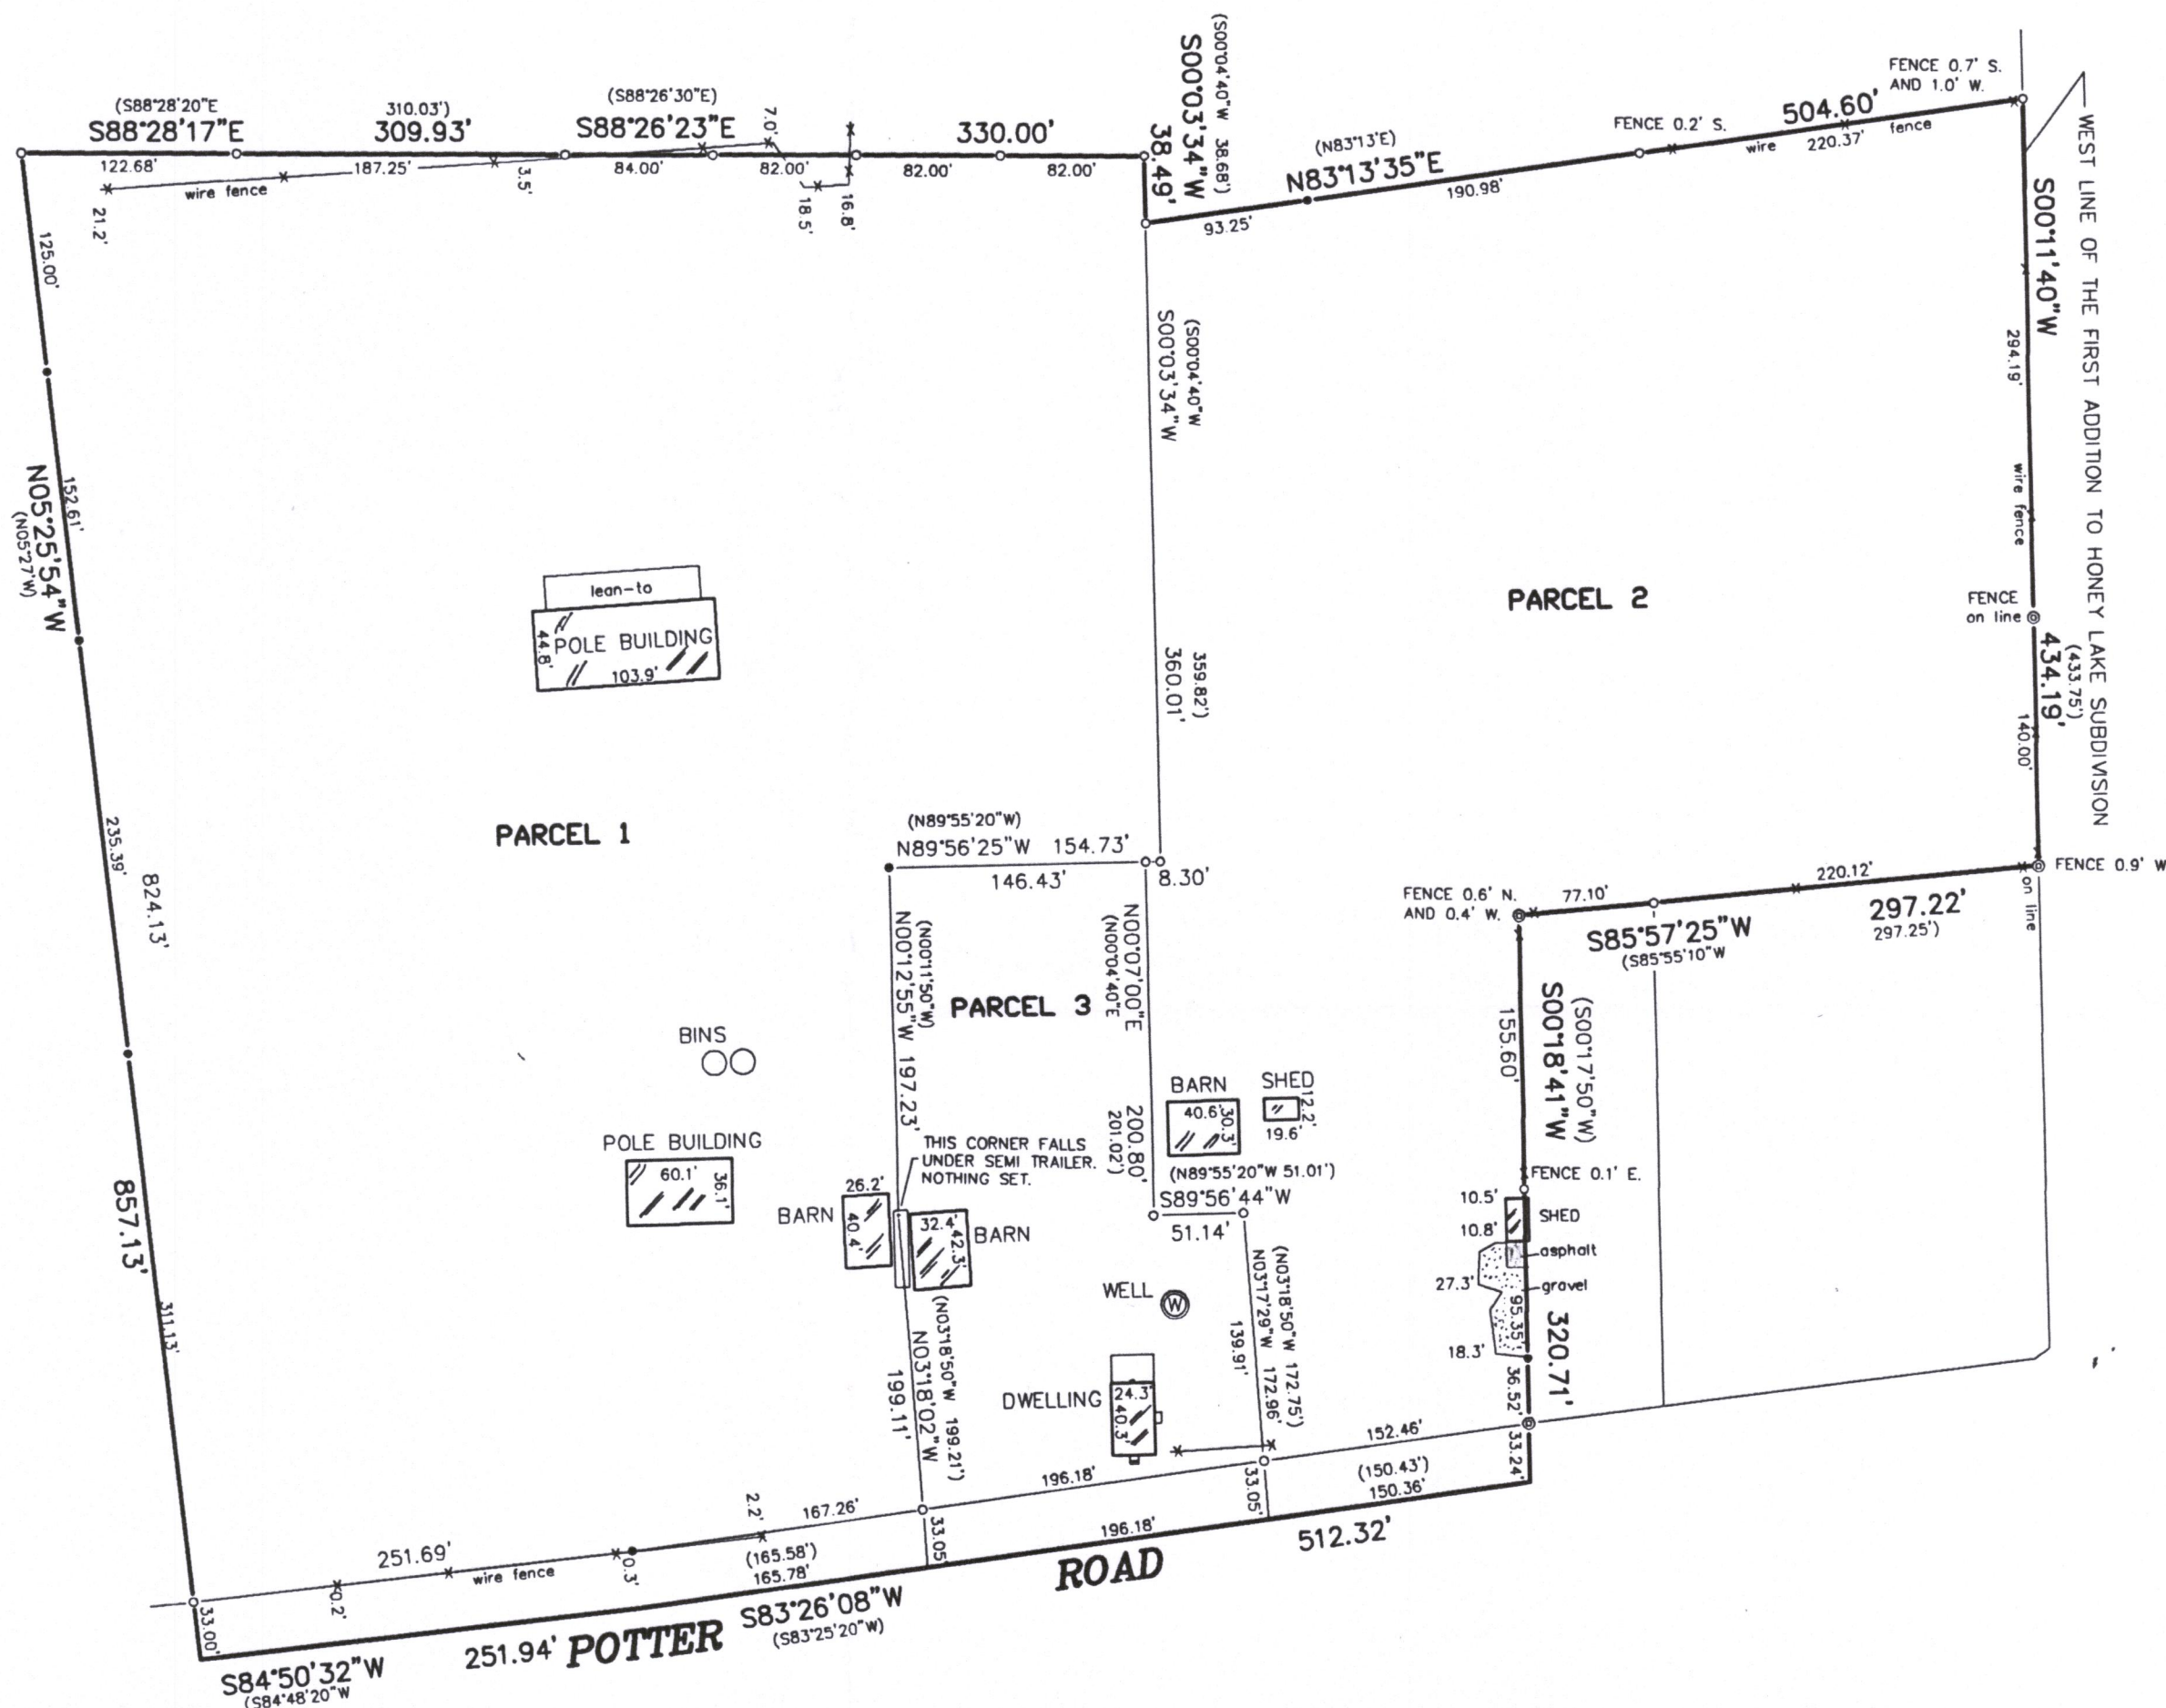 (S88°28'20"E 310.03')
S88°28'17"E 309.93'
(S88°26'30"E)
S88°26'23"E 330.00'
122.68'
187.25'
84.00'
82.00'
82.00'
82.00'
wire fence
21.2'
3.5'
7.0'
18.5'
16.8'
(S00°04'40"W 38.68')
S00°03'34"W
38.49'
(N83°13'E)
N83°13'35"E 504.60'
93.25'
190.98'
FENCE 0.2' S.
wire fence
220.37'
FENCE 0.7' S.
AND 1.0' W.
WEST LINE OF THE FIRST ADDITION TO HONEY LAKE SUBDIVISION
S00°11'40"W
434.19'
(433.75')
294.19'
wire fence
FENCE
on line
140.00'
FENCE 0.9' W
on line
125.00'
152.61'
N05°25'54"W
(N05°27'W)
235.39'
824.13'
857.13'
311.13'
33.00'
lean-to
POLE BUILDING
44.8'
103.9'
PARCEL 1
PARCEL 2
(S00°04'40"W 359.82')
S00°03'34"W 360.01'
(N89°55'20"W)
N89°56'25"W 154.73'
146.43'
8.30'
FENCE 0.6' N.
AND 0.4' W.
77.10'
220.12'
S85°57'25"W 297.22'
(S85°55'10"W 297.25')
(N00°11'50"W)
N00°12'55"W 197.23'
PARCEL 3
N00°07'00"E 200.80'
(N00°04'40"E 201.02')
155.60'
S00°18'41"W 320.71'
(S00°17'50"W)
BINS
BARN
40.6'
30.3'
SHED
12.2'
19.6'
POLE BUILDING
60.1'
36.1'
THIS CORNER FALLS
UNDER SEMI TRAILER.
NOTHING SET.
(N89°55'20"W 51.01')
S89°56'44"W
51.14'
FENCE 0.1' E.
10.5'
10.8'
SHED
asphalt
gravel
27.3'
95.35'
18.3'
36.52'
33.24'
BARN
26.2'
40.4'
32.4'
42.3'
BARN
WELL
W
(N03°18'50"W 172.75')
N03°17'29"W 172.96'
139.91'
(N03°18'50"W 199.21')
N03°18'02"W
199.11'
DWELLING
24.3'
40.3'
152.46'
(150.43')
150.36'
196.18'
33.05'
196.18'
512.32'
2.2'
167.26'
33.05'
(165.58')
165.78'
251.69'
wire fence
0.2'
0.3'
S83°26'08"W
(S83°25'20"W)
251.94' POTTER ROAD
S84°50'32"W
(S84°48'20"W